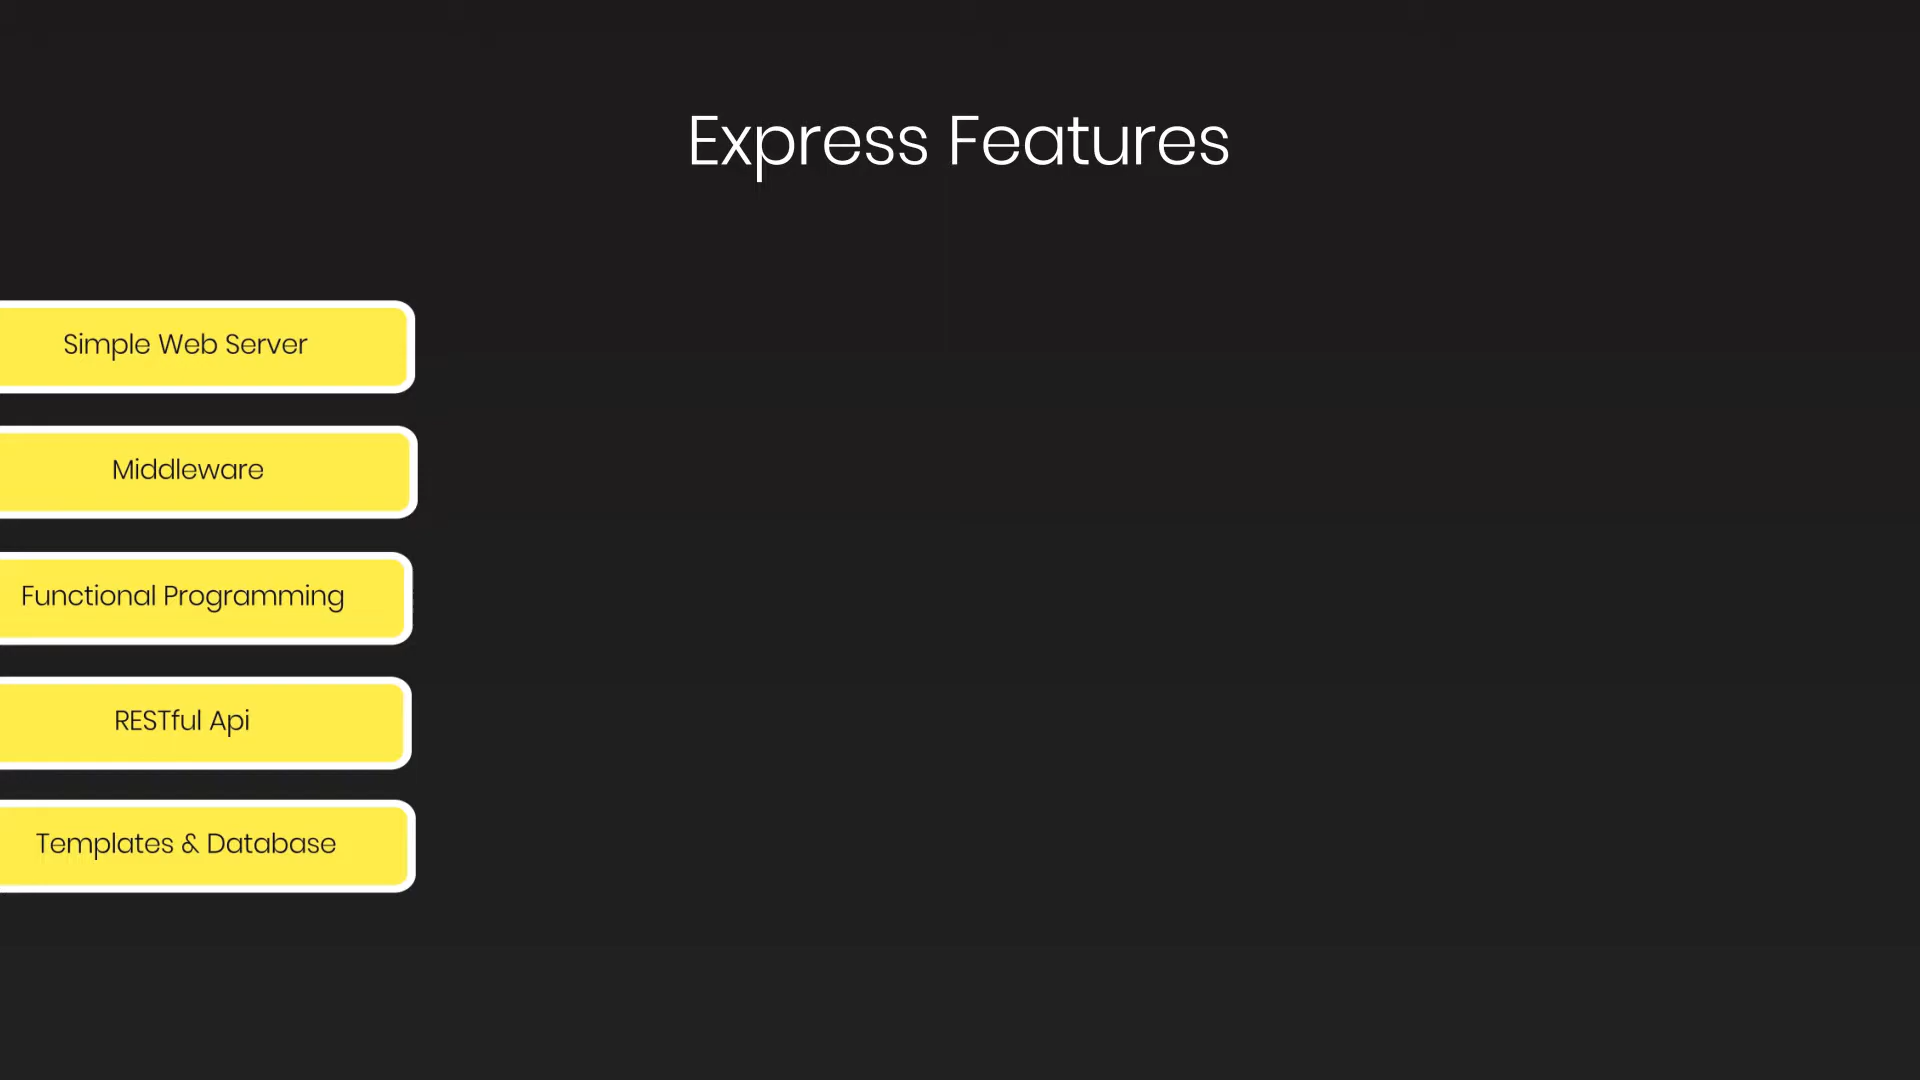 Express Features
Simple Web Server
Middleware
Functional Programming
RESTful Api
Templates & Database